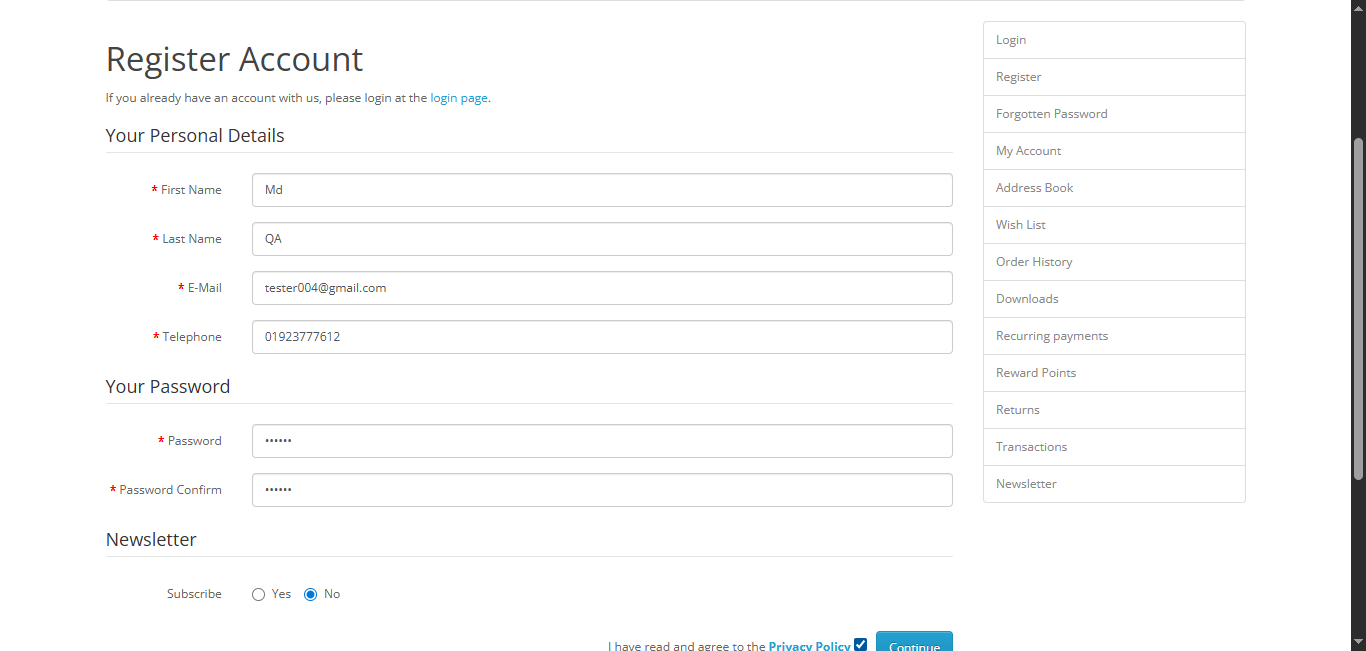 Register Account
If you already have an account with us, please login at the login page.
Your Personal Details
* First Name Md
* Last Name QA
* E-Mail tester004@gmail.com
* Telephone 01923777612
Your Password
* Password ••••••
* Password Confirm ••••••
Newsletter
Subscribe Yes No
I have read and agree to the Privacy Policy Continue
Login
Register
Forgotten Password
My Account
Address Book
Wish List
Order History
Downloads
Recurring payments
Reward Points
Returns
Transactions
Newsletter